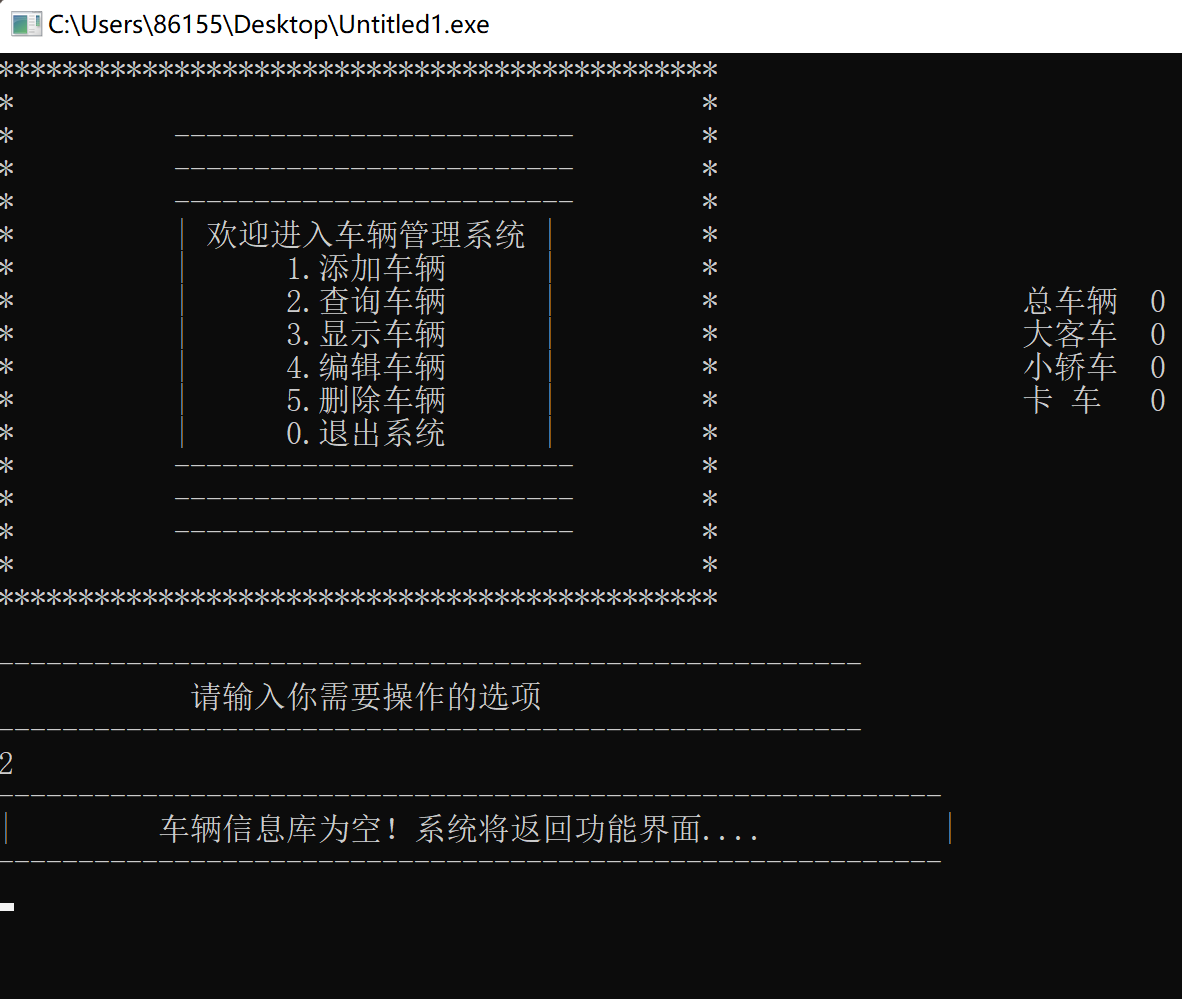 C:\Users\86155\Desktop\Untitled1.exe
*********************************************
* *
* ------------------------- *
* ------------------------- *
* ------------------------- *
* | 欢迎进入车辆管理系统 | *
* | 1.添加车辆 | *
* | 2.查询车辆 | * 总车辆 0
* | 3.显示车辆 | * 大客车 0
* | 4.编辑车辆 | * 小轿车 0
* | 5.删除车辆 | * 卡 车 0
* | 0.退出系统 | *
* ------------------------- *
* ------------------------- *
* ------------------------- *
* *
*********************************************
------------------------------------------------------
请输入你需要操作的选项
------------------------------------------------------
2
-----------------------------------------------------------
| 车辆信息库为空！系统将返回功能界面.... |
-----------------------------------------------------------